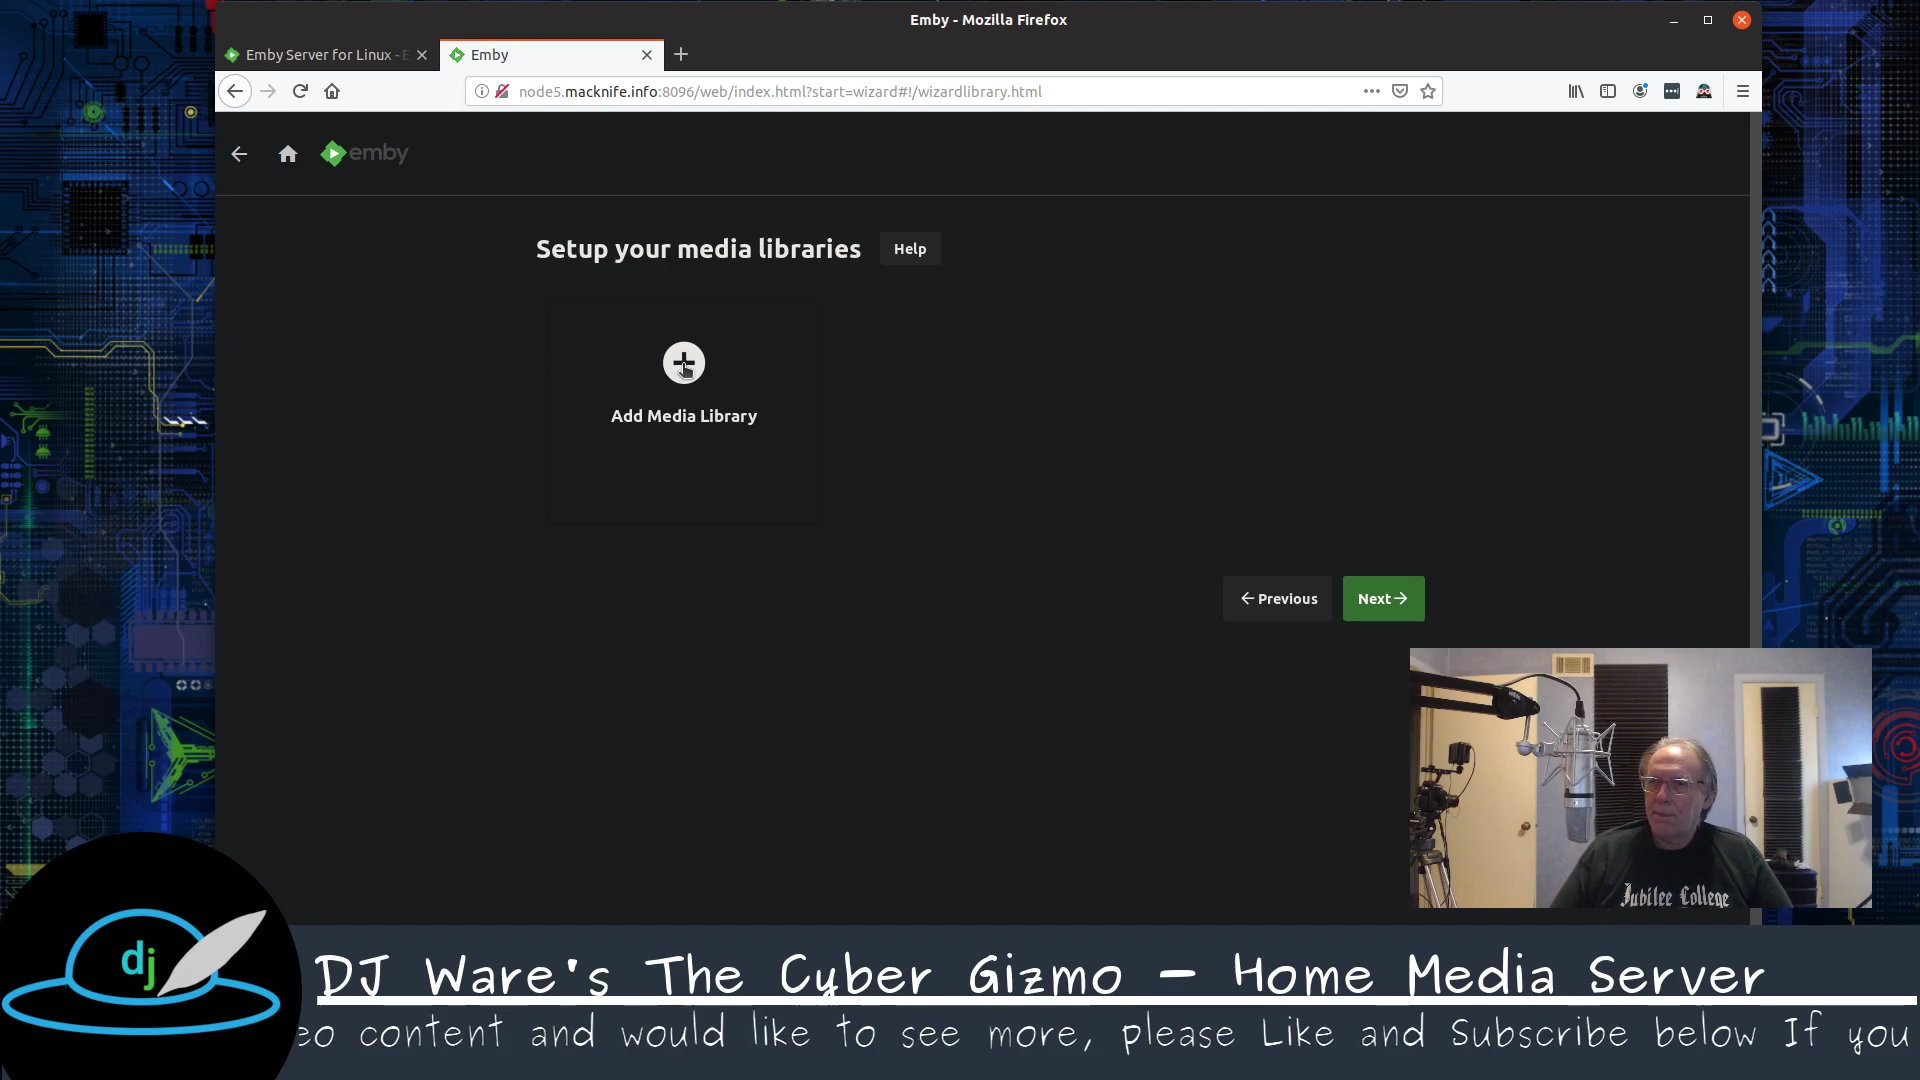 Emby - Mozilla Firefox
Emby Server for Linux - E
Emby
node5.macknife.info:8096/web/index.html?start=wizard#!/wizardlibrary.html
emby
Setup your media libraries
Help
Add Media Library
Previous
Next
Jubilee College
dj
DJ Ware's The Cyber Gizmo - Home Media Server
eo content and would like to see more, please Like and Subscribe below If you